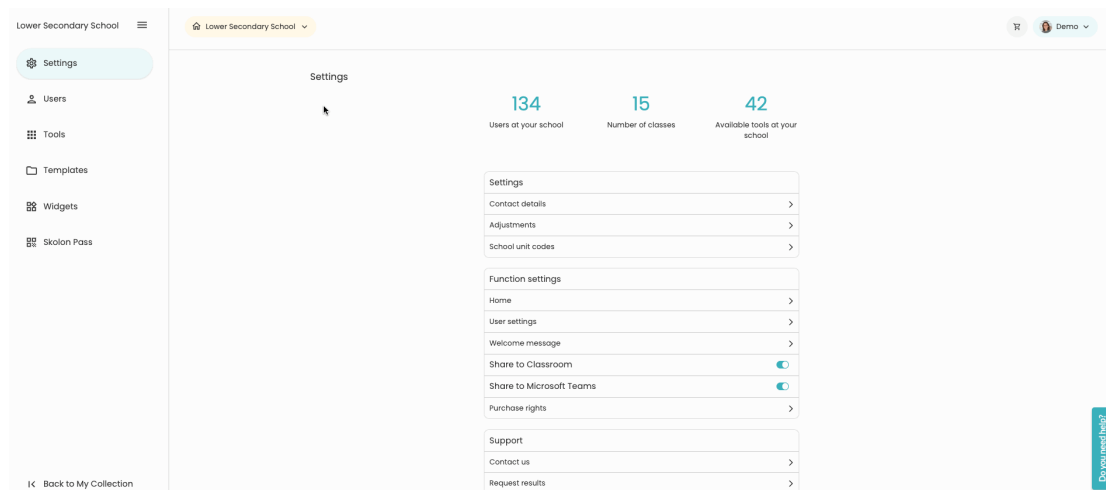 Lower Secondary School
Lower Secondary School
Demo
Settings
Users
Tools
Templates
Widgets
Skolon Pass
Back to My Collection
Settings
134
Users at your school
15
Number of classes
42
Available tools at your
school
Settings
Contact details
Adjustments
School unit codes
Function settings
Home
User settings
Welcome message
Share to Classroom
Share to Microsoft Teams
Purchase rights
Support
Contact us
Request results
Do you need help?